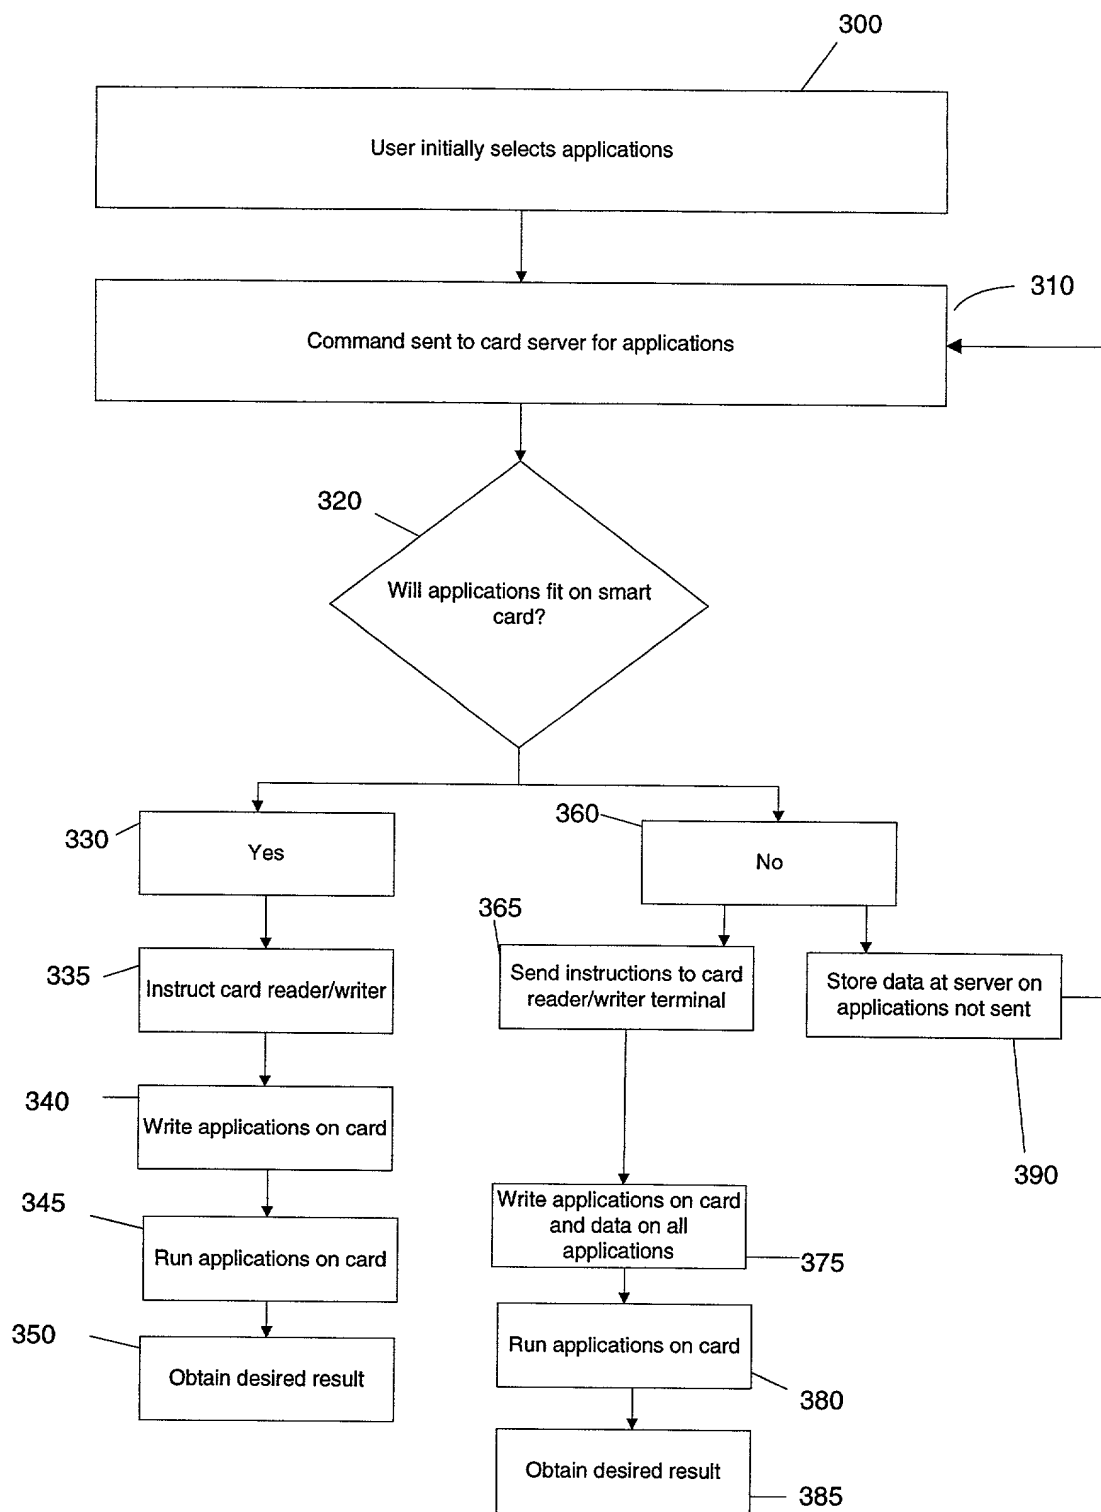 300
User initially selects applications
310
Command sent to card server for applications
320
Will applications fit on smart
card?
330
Yes
360
No
335
Instruct card reader/writer
365
Send instructions to card
reader/writer terminal
Store data at server on
applications not sent
390
340
Write applications on card
345
Run applications on card
350
Obtain desired result
Write applications on card
and data on all
applications
375
Run applications on card
380
Obtain desired result
385